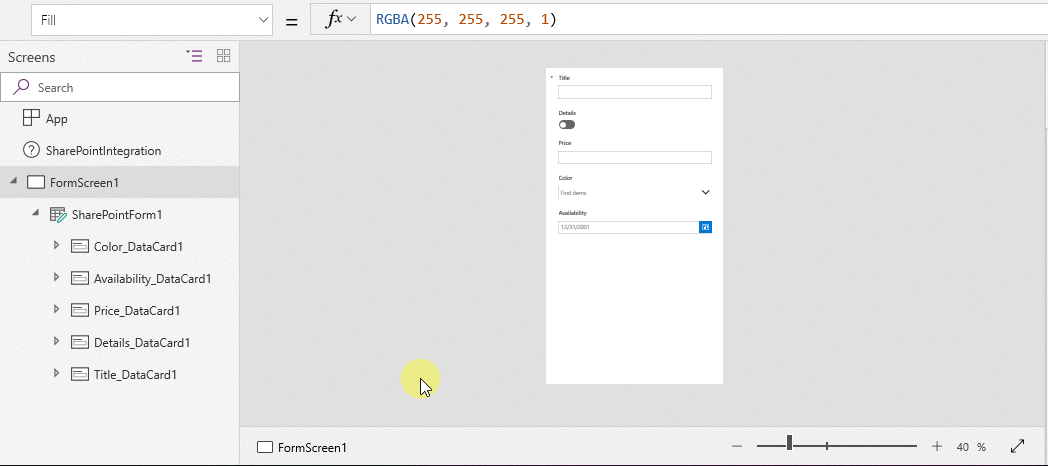 Fill
=
fx
RGBA(255, 255, 255, 1)
Screens
Search
App
SharePointIntegration
FormScreen1
SharePointForm1
Color_DataCard1
Availability_DataCard1
Price_DataCard1
Details_DataCard1
Title_DataCard1
* Title
Details
Price
Color
Find items
Availability
12/31/2001
FormScreen1
40 %